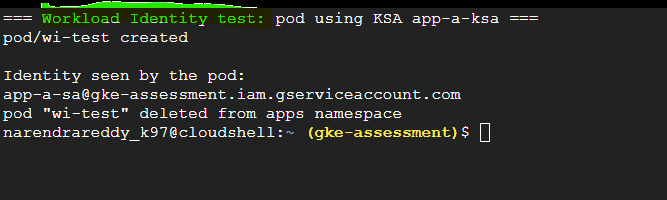 === Workload Identity test: pod using KSA app-a-ksa ===
pod/wi-test created
Identity seen by the pod:
app-a-sa@gke-assessment.iam.gserviceaccount.com
pod "wi-test" deleted from apps namespace
narendrareddy_k97@cloudshell:~ (gke-assessment)$